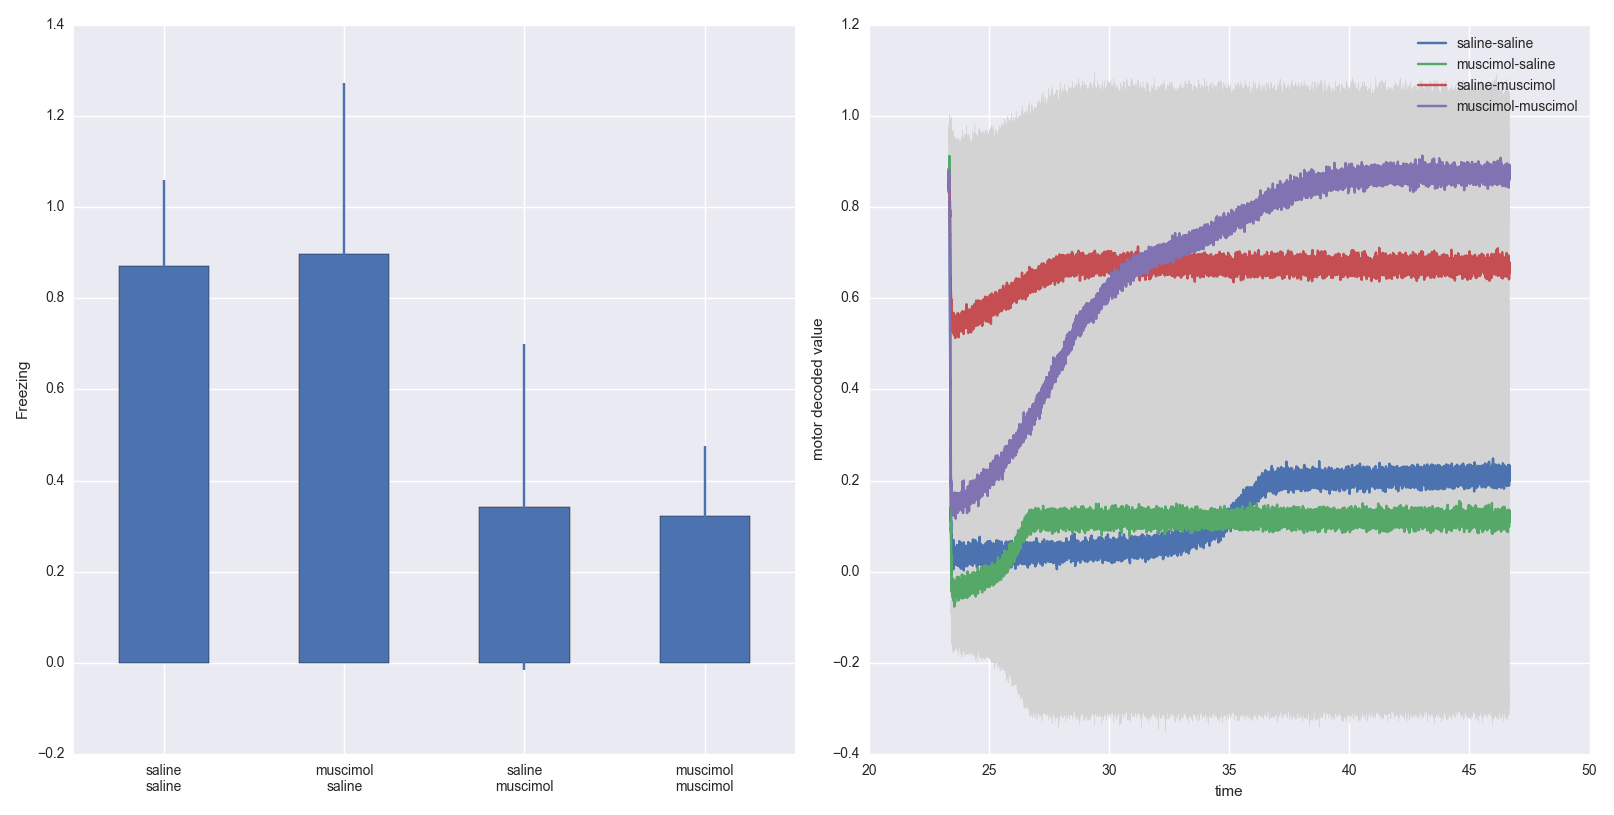 1.4
1.2
1.0
0.8
0.6
0.4
0.2
0.0
−0.2
Freezing
saline
saline
muscimol
saline
saline
muscimol
muscimol
muscimol
1.2
1.0
0.8
0.6
0.4
0.2
0.0
−0.2
−0.4
motor decoded value
saline-saline
muscimol-saline
saline-muscimol
muscimol-muscimol
20
25
30
35
40
45
50
time